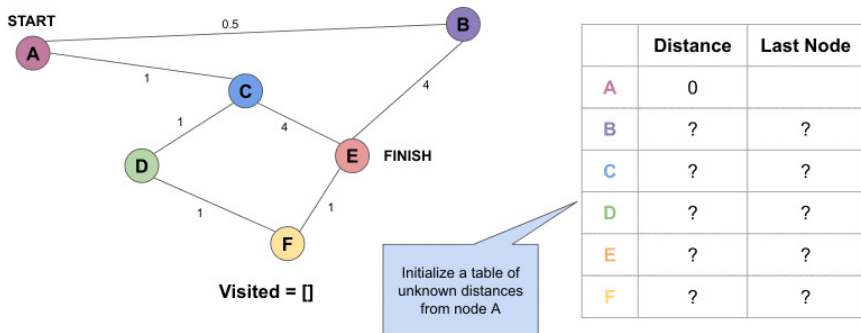 START
A
0.5
B
1
C
4
1
4
D
E
FINISH
1
1
F
Visited = []
Initialize a table of
unknown distances
from node A
Distance Last Node
A 0
B ? ?
C ? ?
D ? ?
E ? ?
F ? ?